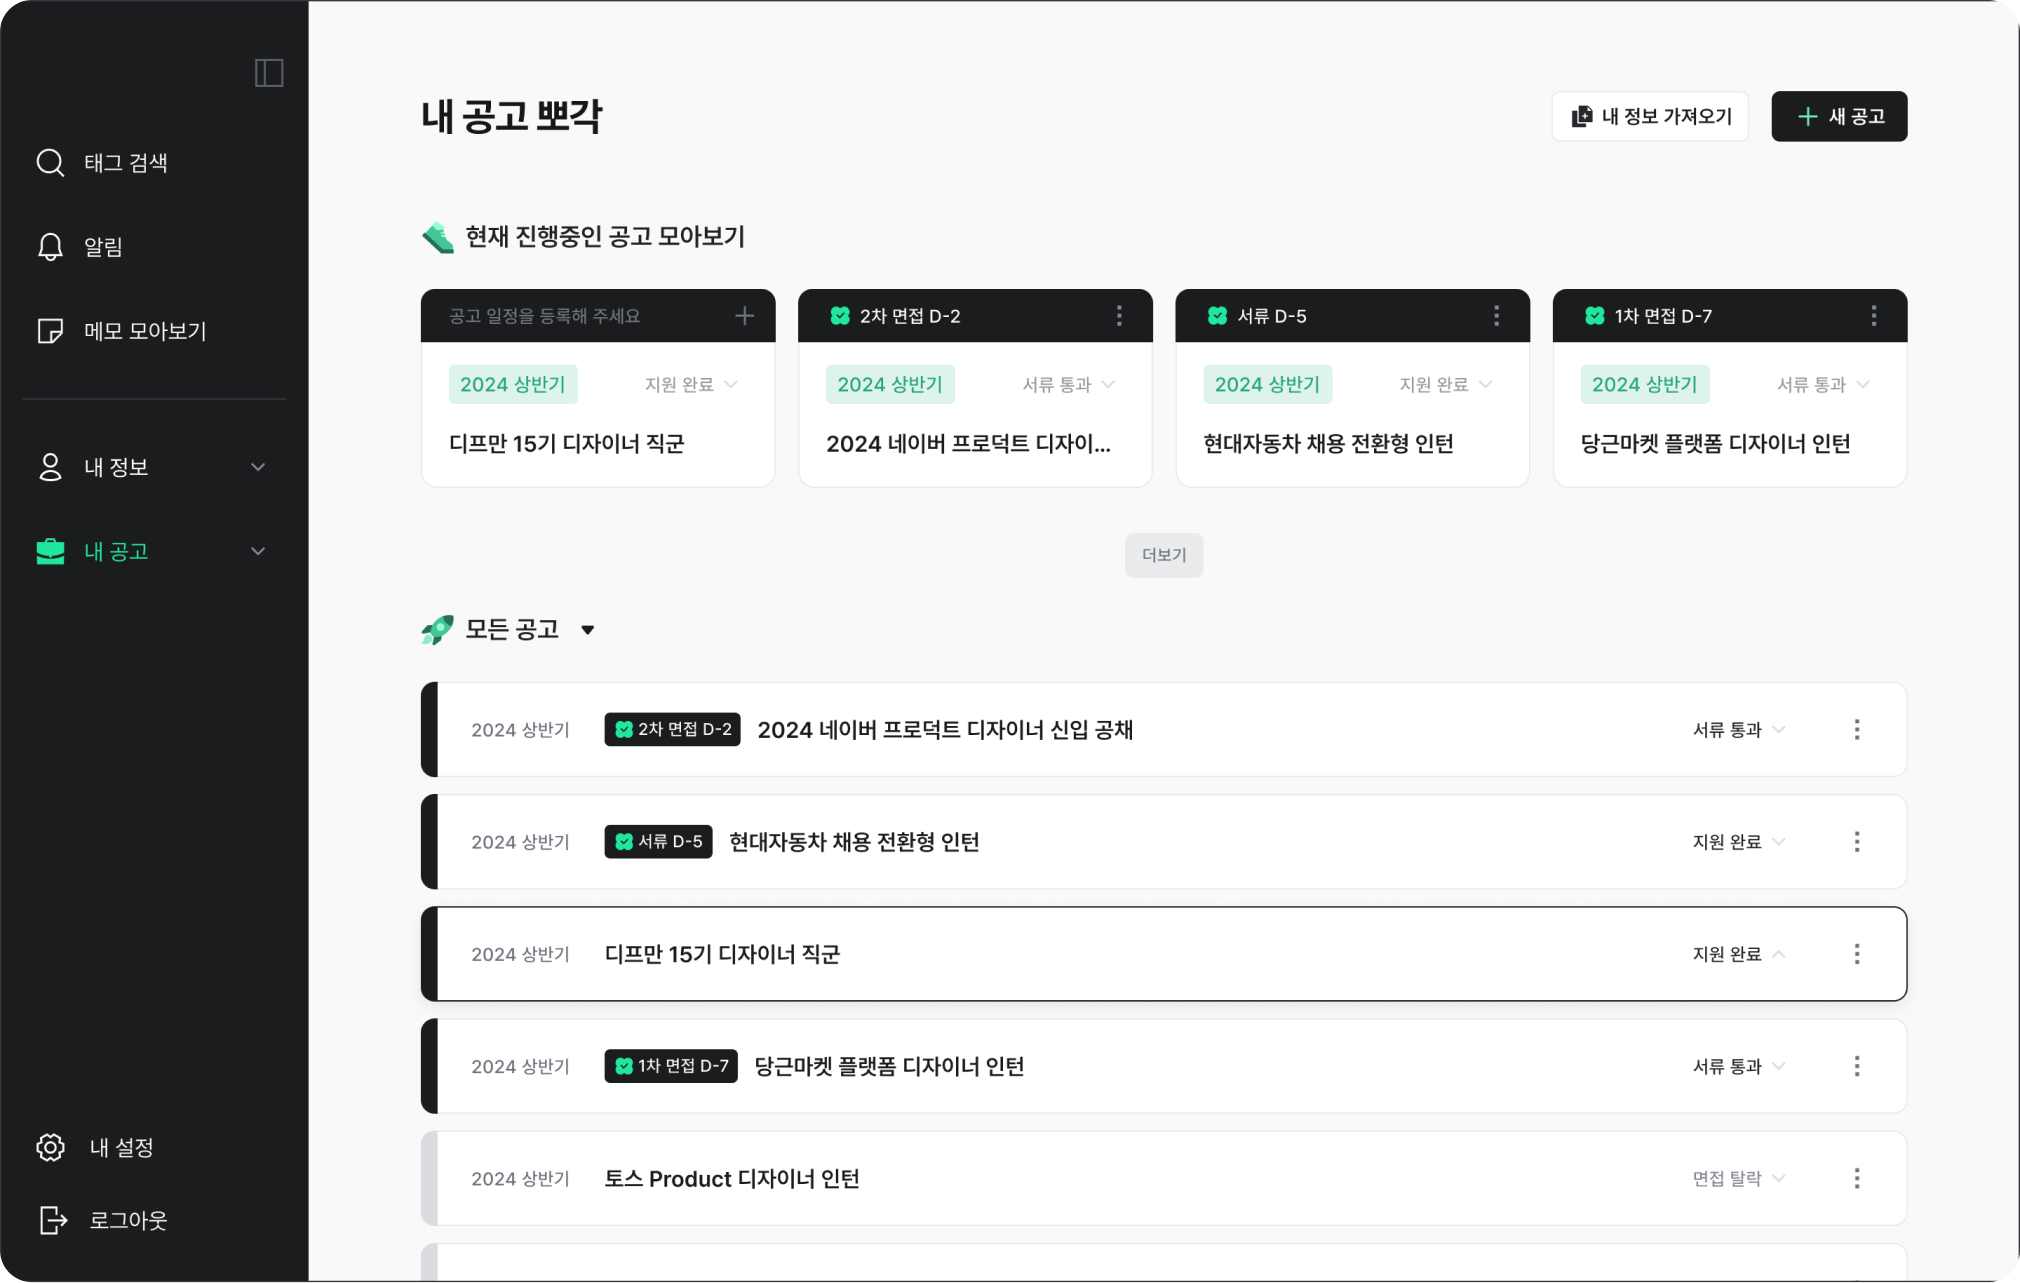 태그 검색
알림
메모 모아보기
내 정보
내 공고
내 설정
로그아웃
내 공고 뽀각
내 정보 가져오기
새 공고
현재 진행중인 공고 모아보기
공고 일정을 등록해 주세요
2024 상반기
지원 완료
디프만 15기 디자이너 직군
2차 면접 D-2
2024 상반기
서류 통과
2024 네이버 프로덕트 디자이...
서류 D-5
2024 상반기
지원 완료
현대자동차 채용 전환형 인턴
1차 면접 D-7
2024 상반기
서류 통과
당근마켓 플랫폼 디자이너 인턴
더보기
모든 공고
2024 상반기 2차 면접 D-2 2024 네이버 프로덕트 디자이너 신입 공채 서류 통과
2024 상반기 서류 D-5 현대자동차 채용 전환형 인턴 지원 완료
2024 상반기 디프만 15기 디자이너 직군 지원 완료
2024 상반기 1차 면접 D-7 당근마켓 플랫폼 디자이너 인턴 서류 통과
2024 상반기 토스 Product 디자이너 인턴 면접 탈락